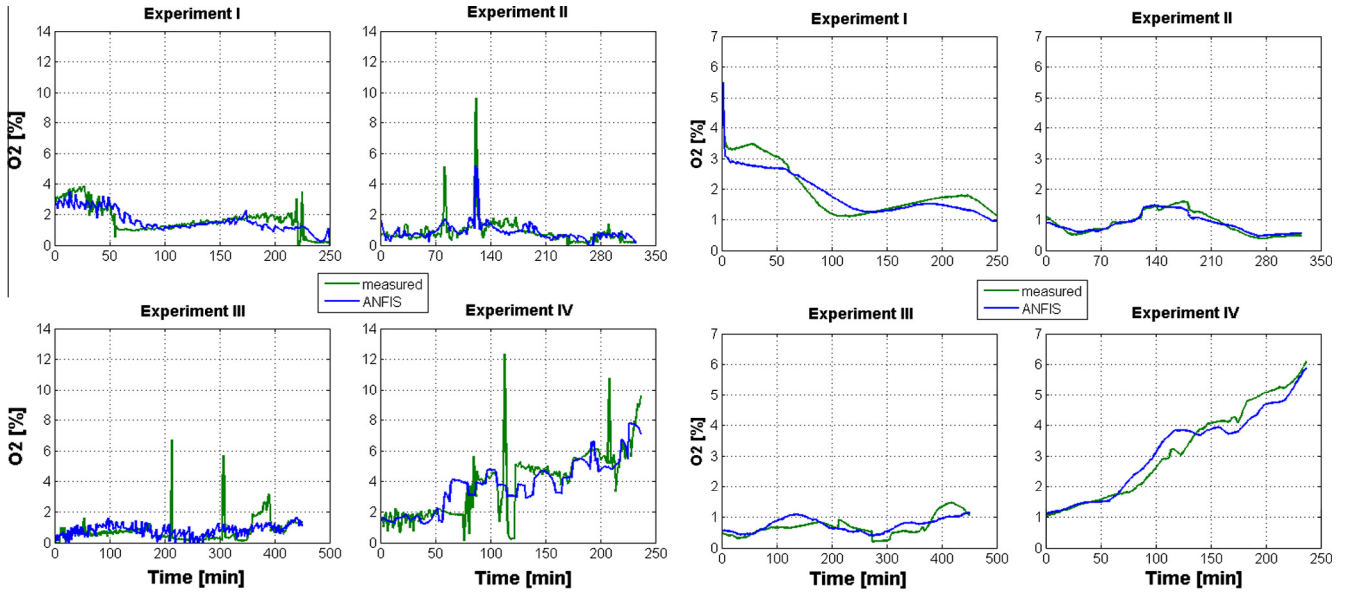 Experiment I
Experiment II
14
12
10
8
6
4
2
0
0 50 100 150 200 250
14
12
10
8
6
4
2
0
0 70 140 210 280 350
O2 [%]
measured
ANFIS
Experiment III
Experiment IV
14
12
10
8
6
4
2
0
0 100 200 300 400 500
14
12
10
8
6
4
2
0
0 50 100 150 200 250
O2 [%]
Time [min]
Time [min]
Experiment I
Experiment II
7
6
5
4
3
2
1
0
0 50 100 150 200 250
7
6
5
4
3
2
1
0
0 70 140 210 280 350
O2 [%]
measured
ANFIS
Experiment III
Experiment IV
7
6
5
4
3
2
1
0
0 100 200 300 400 500
7
6
5
4
3
2
1
0
0 50 100 150 200 250
O2 [%]
Time [min]
Time [min]